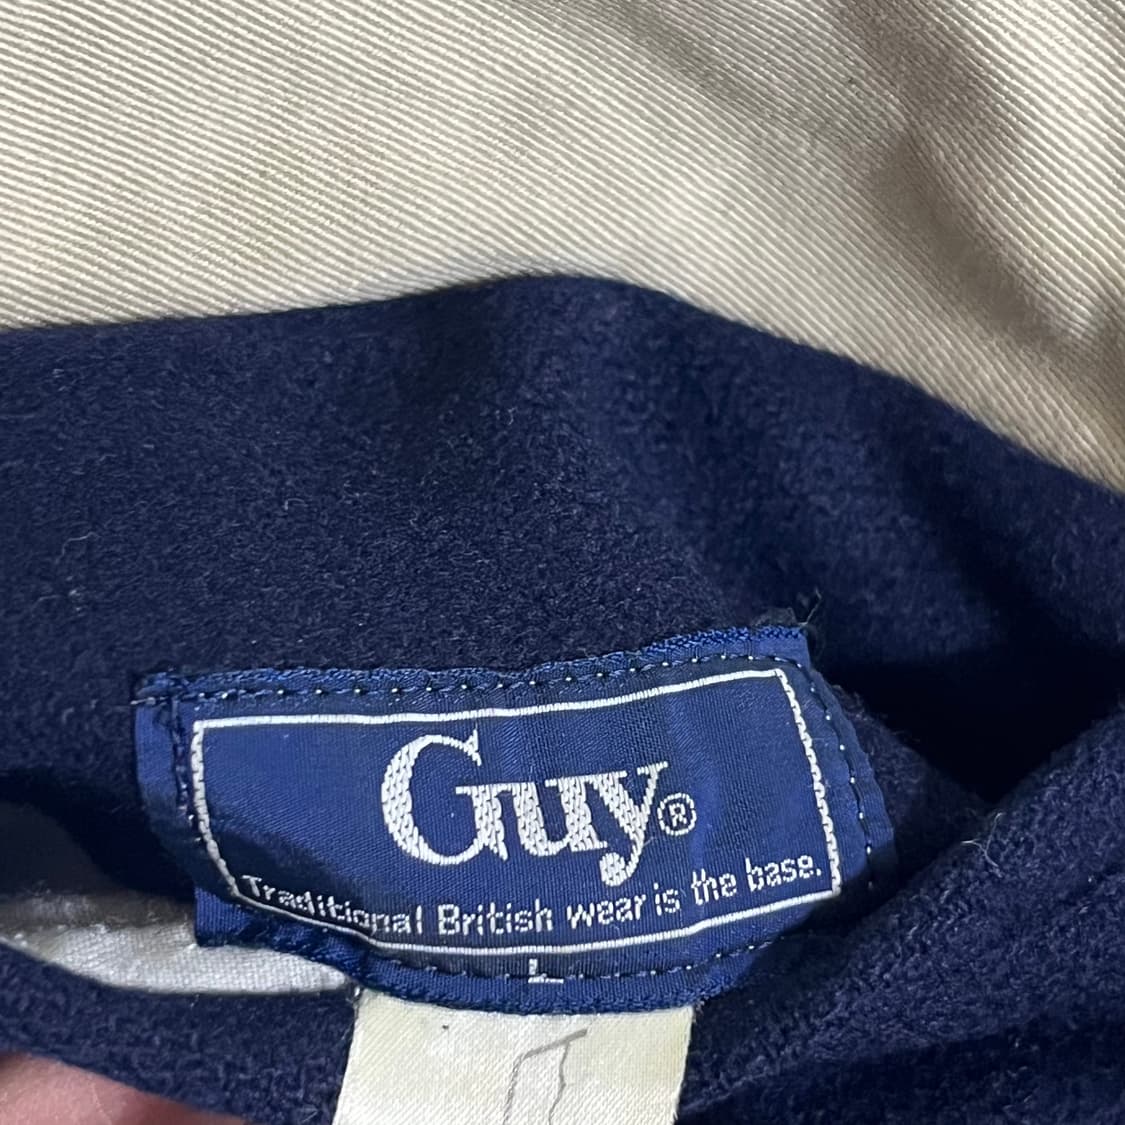 Guy®
Traditional British wear is the base.
L